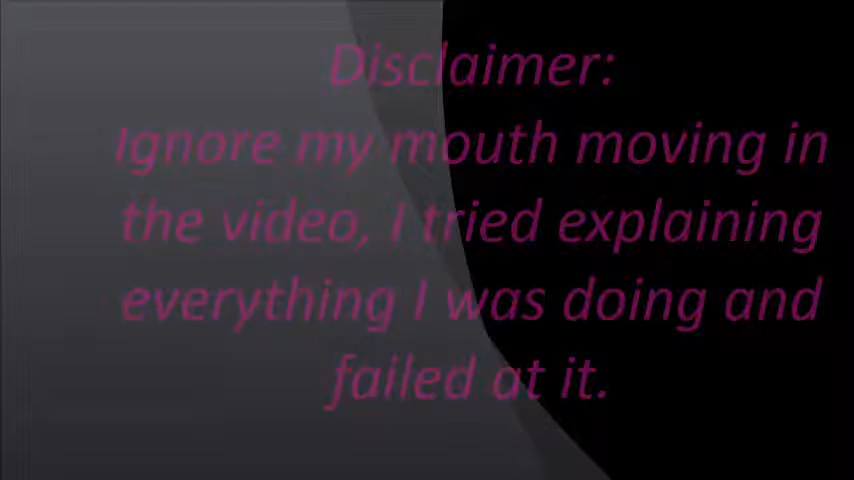 Disclaimer:
Ignore my mouth moving in
the video, I tried explaining
everything I was doing and
failed at it.